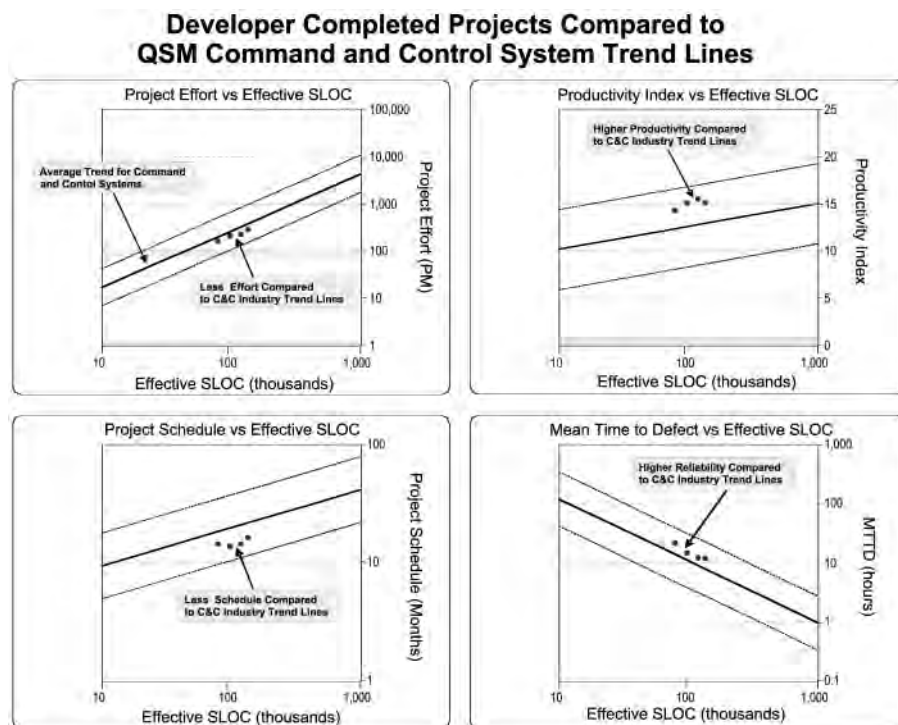 Developer Completed Projects Compared to
QSM Command and Control System Trend Lines
Project Effort vs Effective SLOC
100,000
10,000
1,000
100
10
1
Project Effort (PM)
Average Trend for Command
and Contol Systems
Less Effort Compared
to C&C Industry Trend Lines
10
100
1,000
Effective SLOC (thousands)
Productivity Index vs Effective SLOC
25
20
15
10
5
0
Productivity Index
Higher Productivity Compared
to C&C Industry Trend Lines
10
100
1,000
Effective SLOC (thousands)
Project Schedule vs Effective SLOC
100
10
1
Project Schedule (Months)
Less Schedule Compared
to C&C Industry Trend Lines
10
100
1,000
Effective SLOC (thousands)
Mean Time to Defect vs Effective SLOC
1,000
100
10
1
0.1
MTTD (hours)
Higher Reliability Compared
to C&C Industry Trend Lines
10
100
1,000
Effective SLOC (thousands)